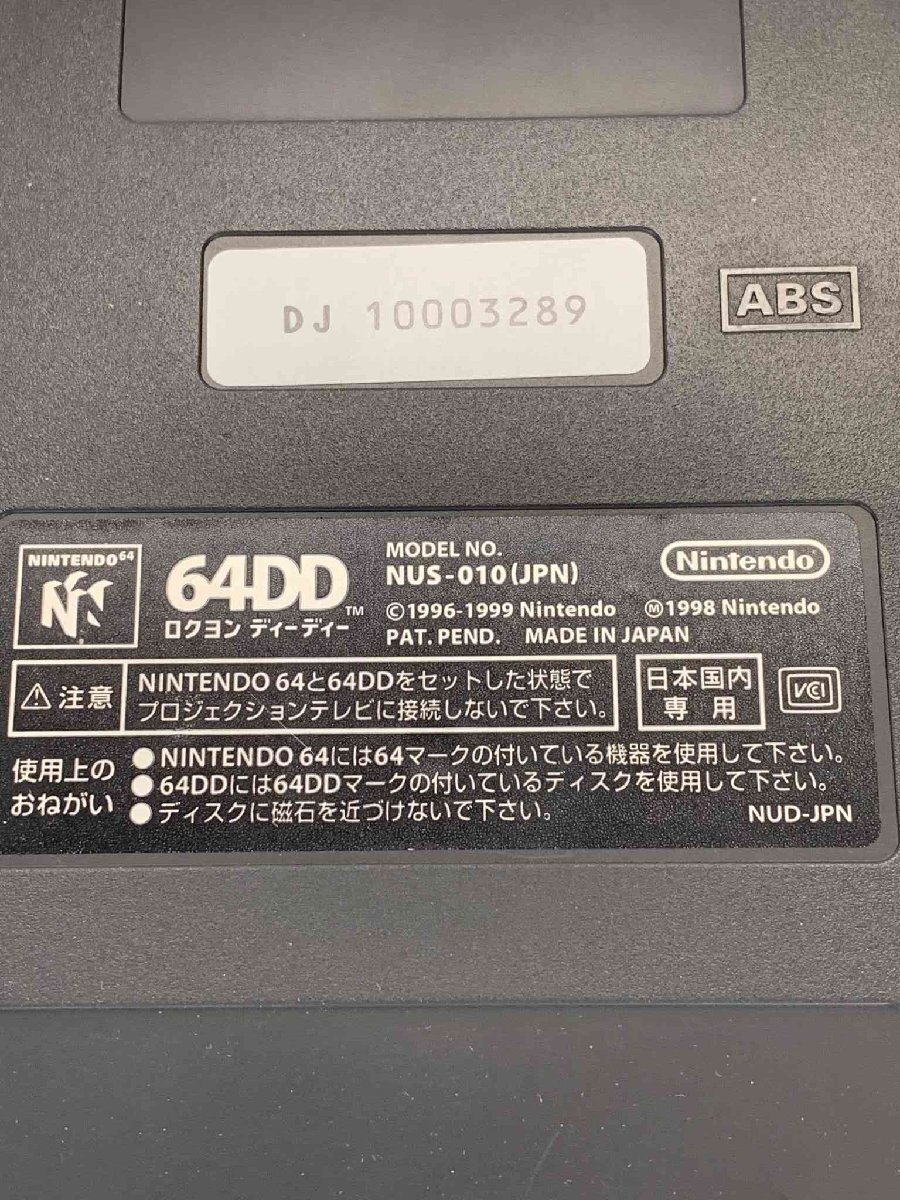 DJ 10003289
ABS
NINTENDO64
64DD™
ロクヨン ディーディー
MODEL NO.
NUS-010(JPN)
Nintendo
©1996-1999 Nintendo Ⓜ1998 Nintendo
PAT. PEND. MADE IN JAPAN
⚠注意
NINTENDO 64と64DDをセットした状態で
プロジェクションテレビに接続しないで下さい。
日本国内
専用
VCI
使用上の
おねがい
●NINTENDO 64には64マークの付いている機器を使用して下さい。
●64DDには64DDマークの付いているディスクを使用して下さい。
●ディスクに磁石を近づけないで下さい。
NUD-JPN